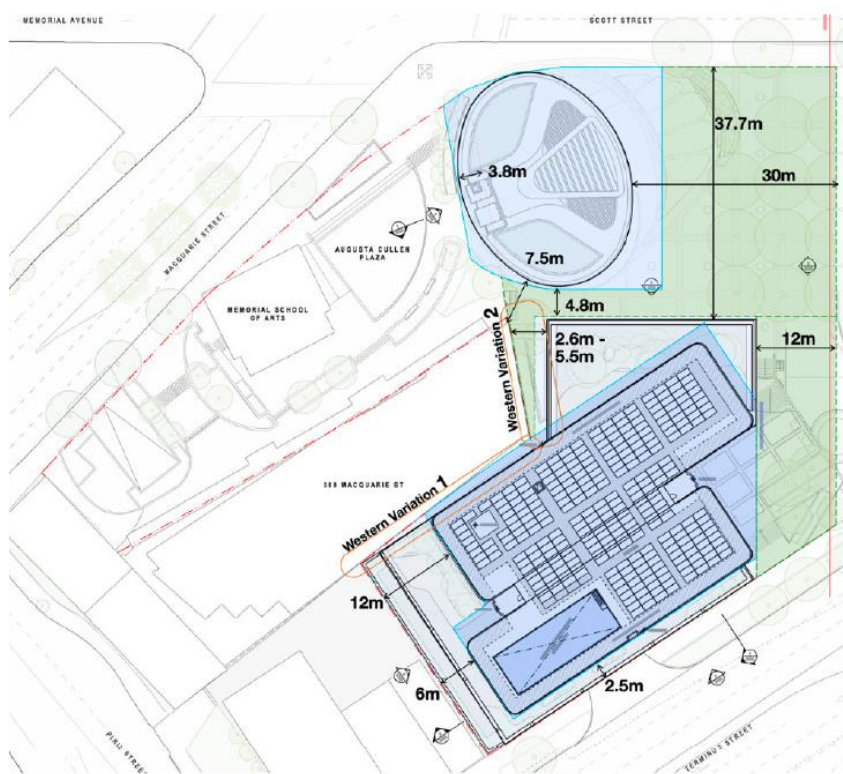 MEMORIAL AVENUE
SCOTT STREET
37.7m
30m
3.8m
AUGUSTA CULLEN
PLAZA
MACQUARIE STREET
7.5m
MEMORIAL SCHOOL
OF ARTS
4.8m
2.6m -
5.5m
12m
Western Variation 2
MACQUARIE ST
Western Variation 1
12m
6m
2.5m
TERMINUS STREET